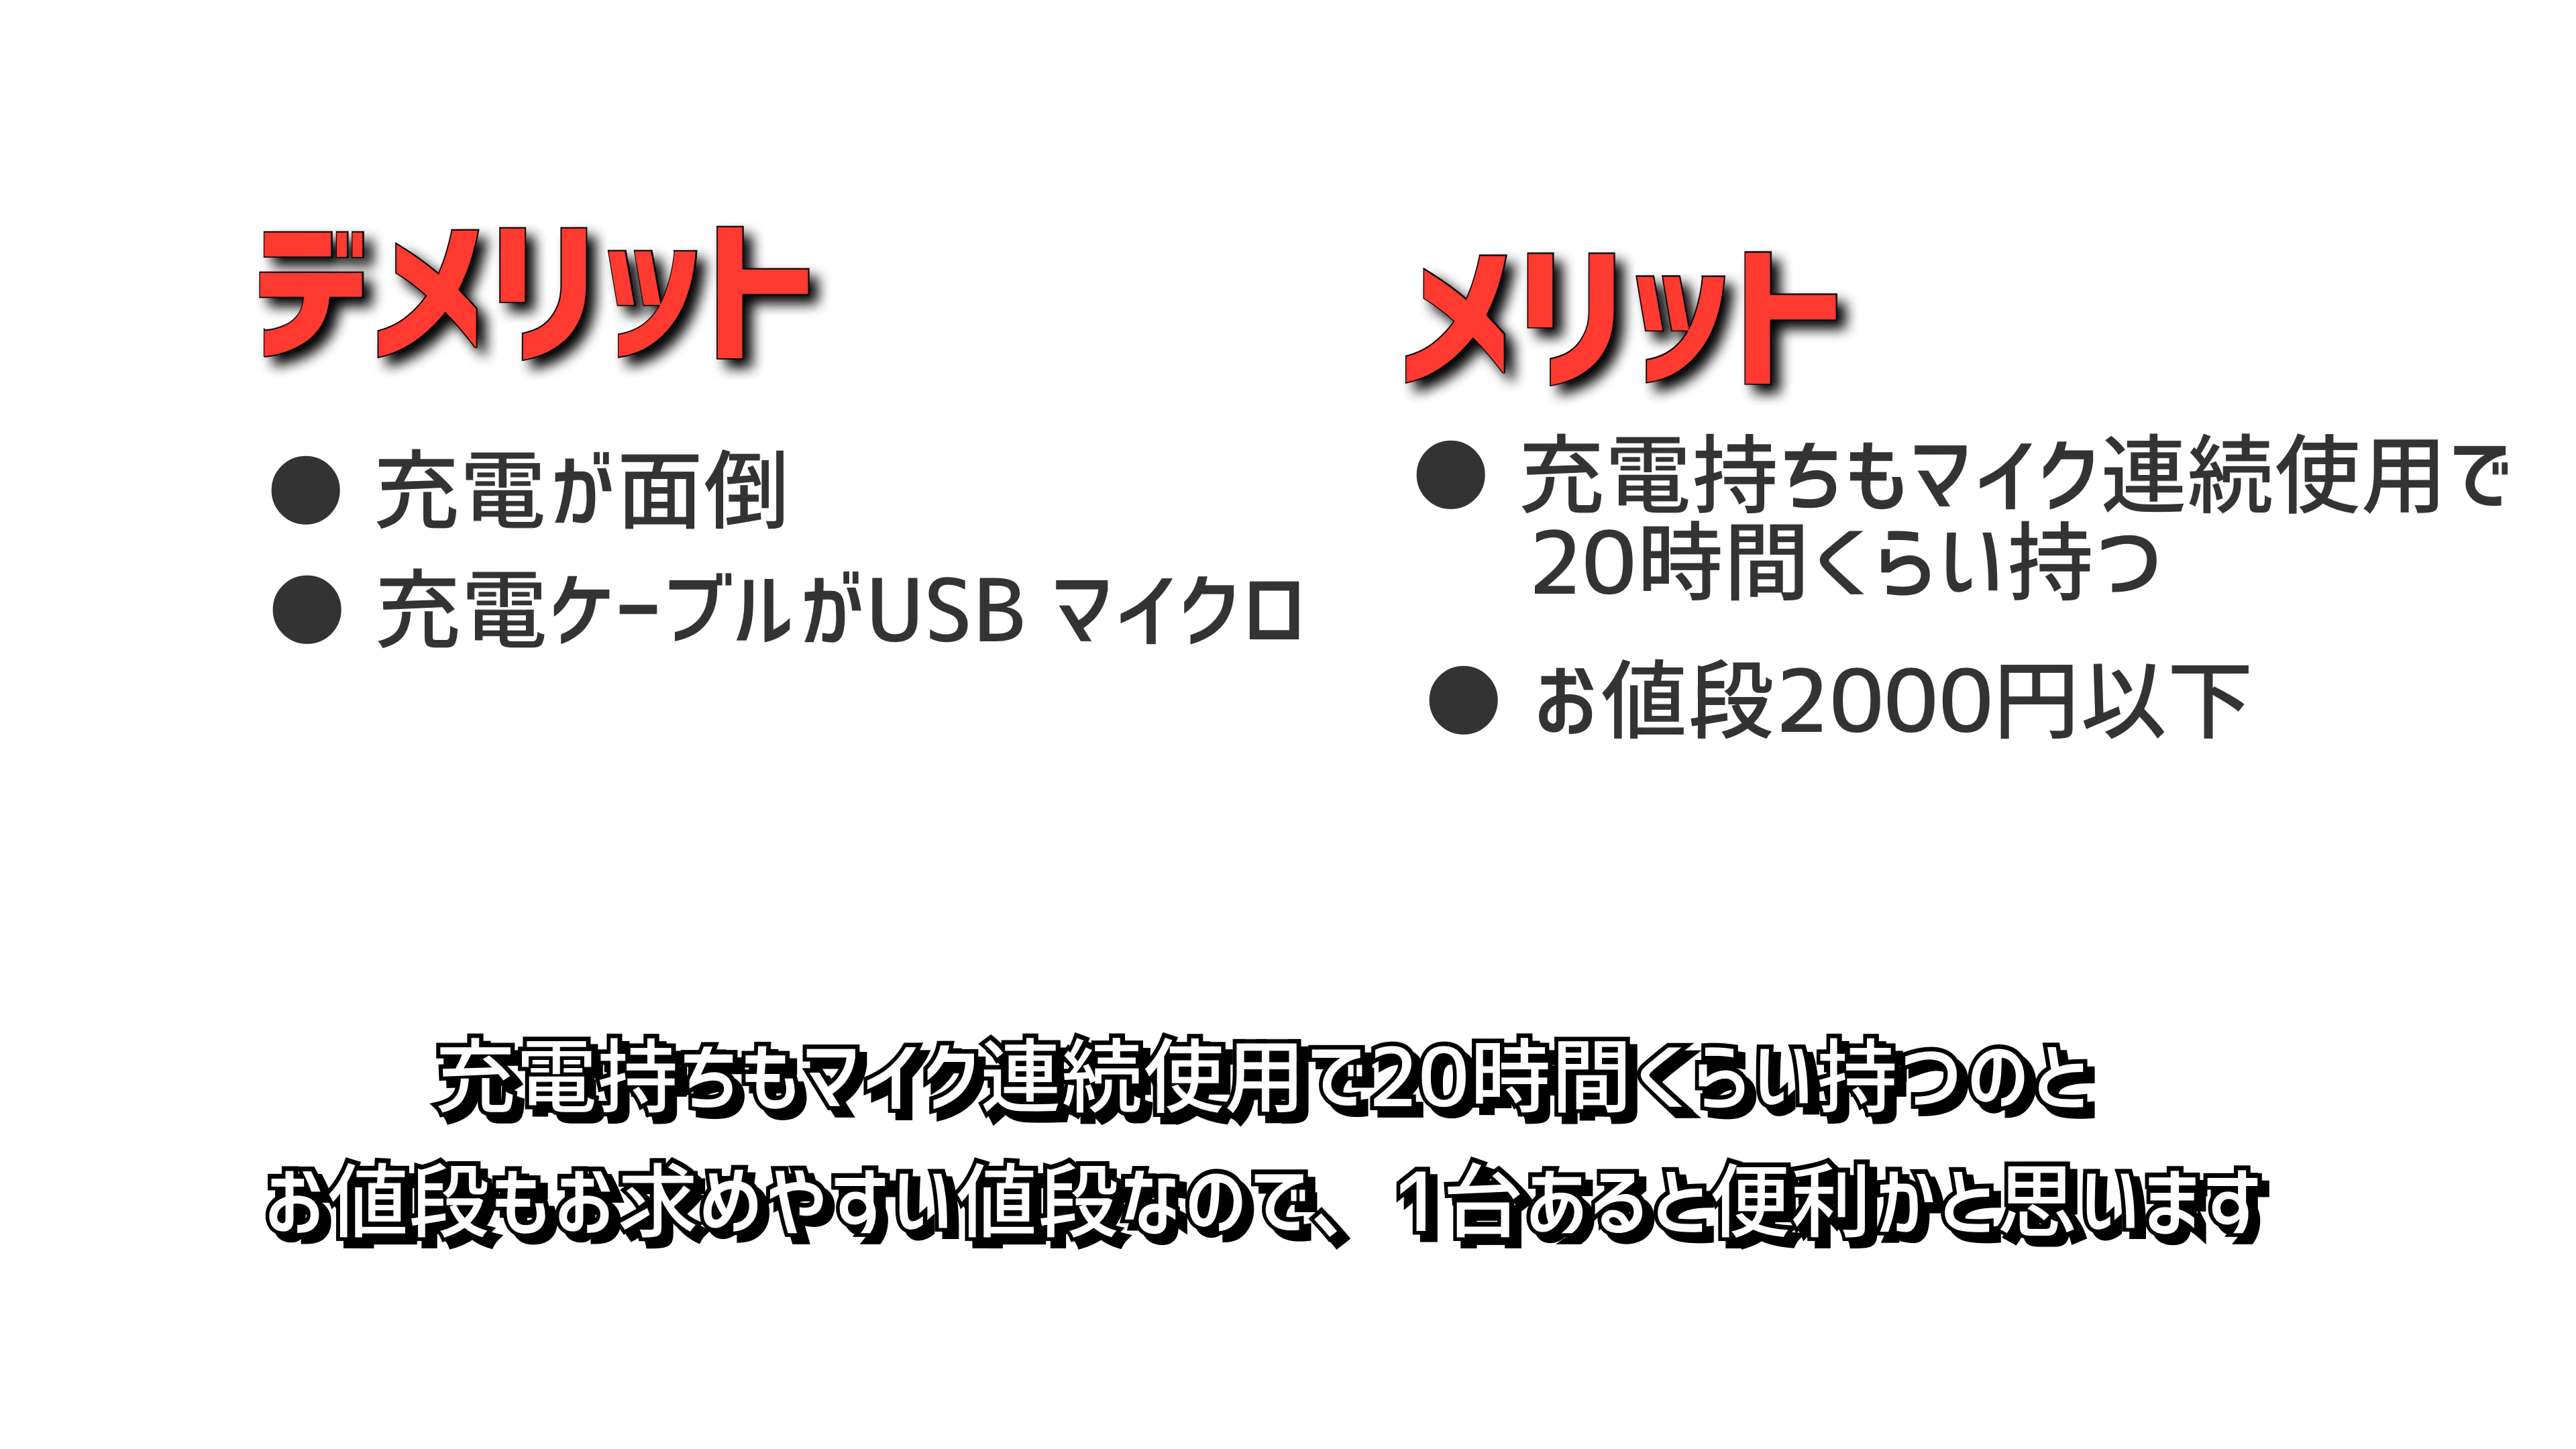 デメリット
● 充電が面倒
● 充電ケーブルがUSB マイクロ
メリット
● 充電持ちもマイク連続使用で
20時間くらい持つ
● お値段2000円以下
充電持ちもマイク連続使用で20時間くらい持つのと
お値段もお求めやすい値段なので、1台あると便利かと思います